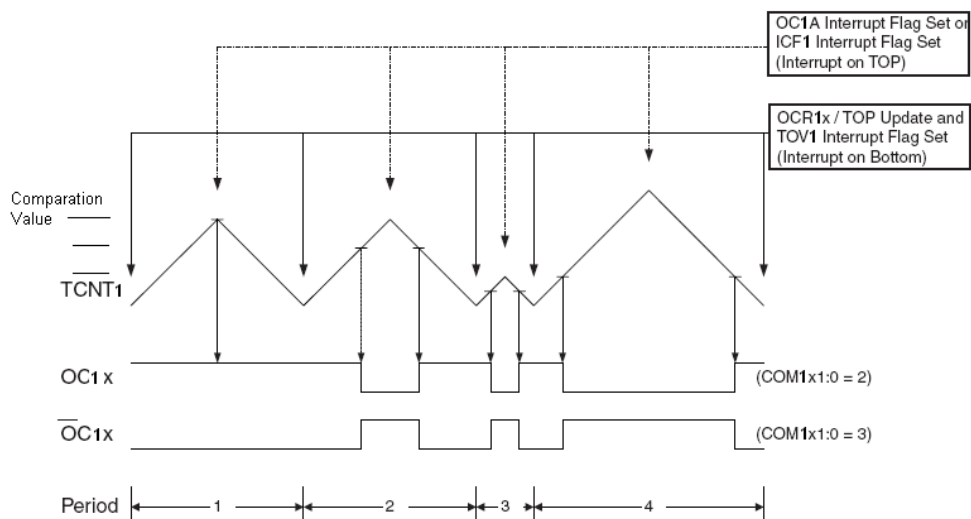 OC1A Interrupt Flag Set or
ICF1 Interrupt Flag Set
(Interrupt on TOP)
OCR1x / TOP Update and
TOV1 Interrupt Flag Set
(Interrupt on Bottom)
Comparation
Value
TCNT1
OC1x
(COM1x1:0 = 2)
OC1x
(COM1x1:0 = 3)
Period
1
2
3
4